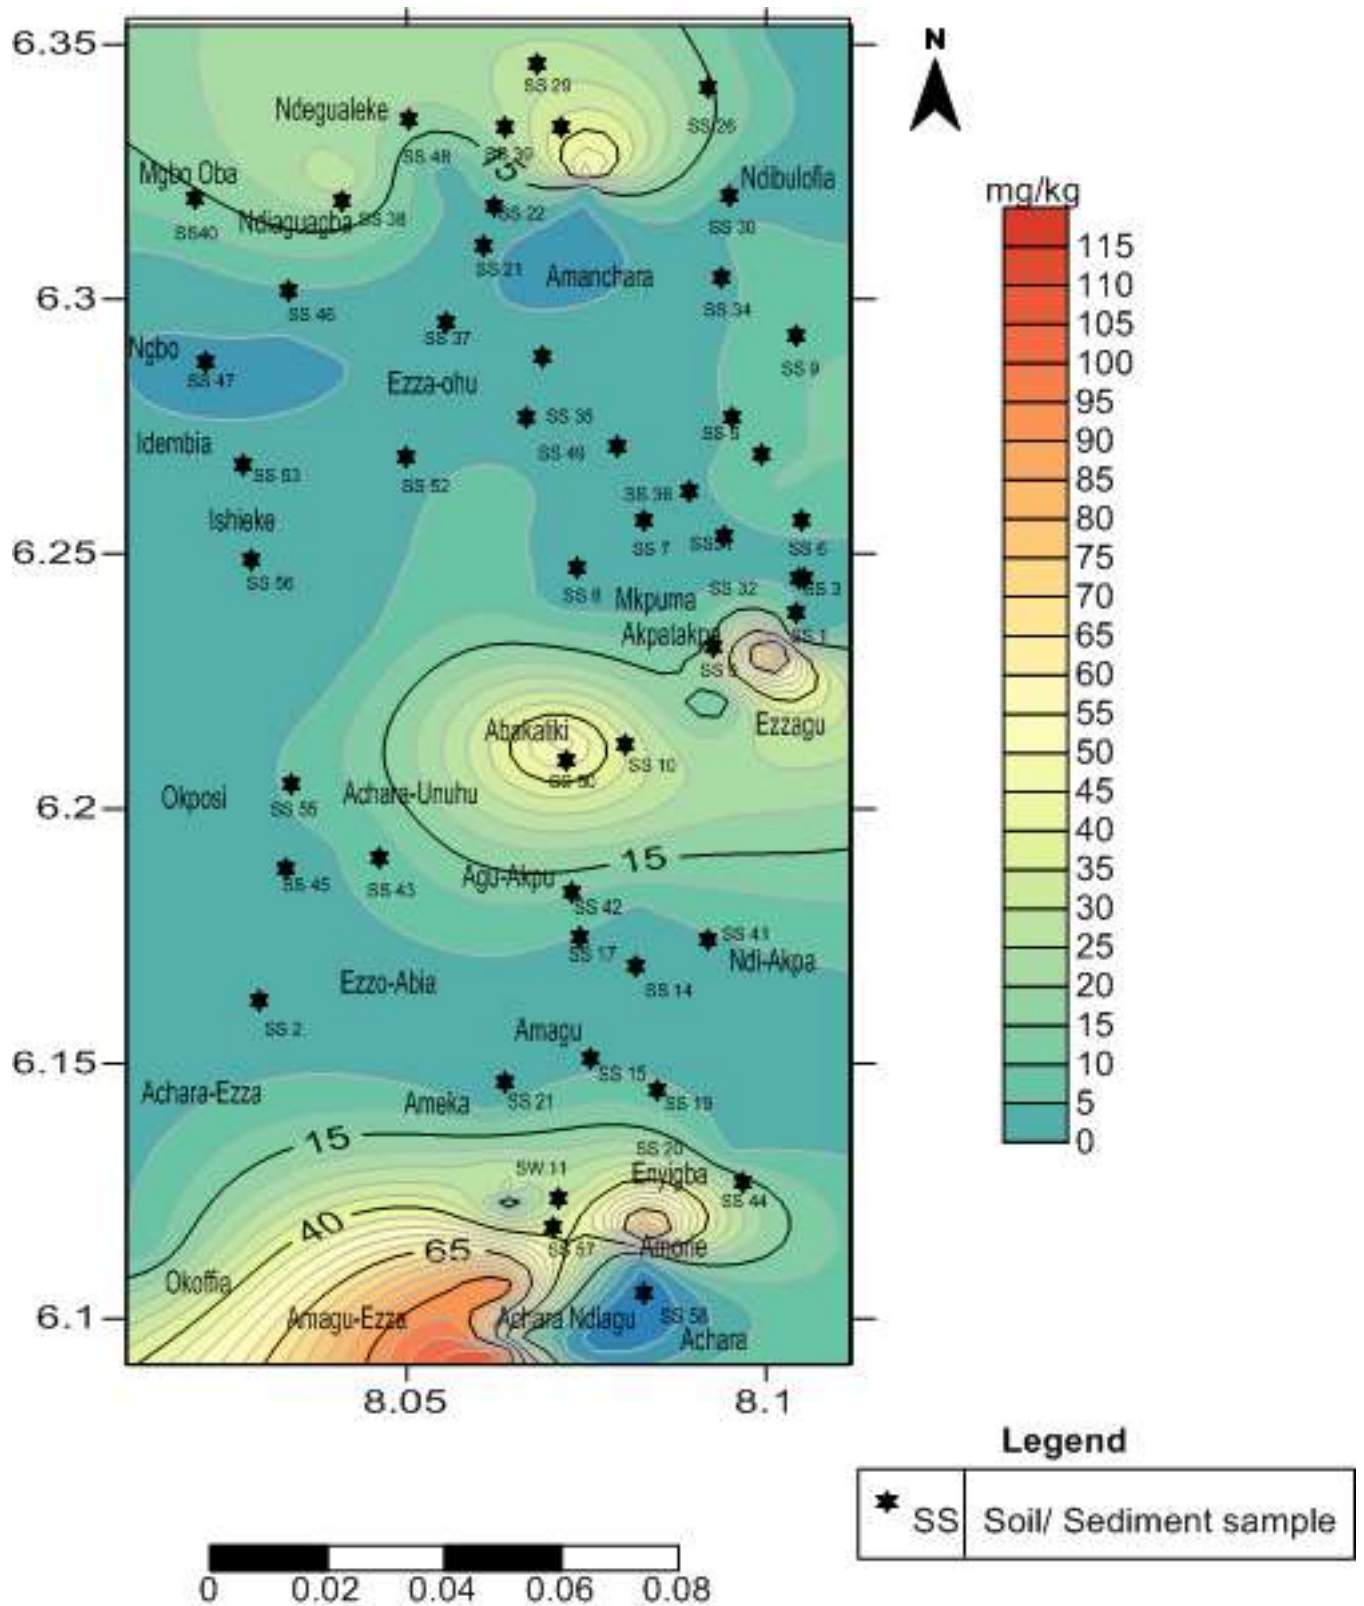 6.35
N
SS 29
Ndegualeke
SS 26
SS 48
SS 39
15
mg/kg
Mgbo Oba
Ndibulofia
SS 22
SS40
Ndiaguagba
SS 38
SS 30
115
SS 21
Amanchara
110
6.3
SS 46
SS 34
105
SS 37
Ngbo
SS 9
100
SS 47
Ezza-ohu
95
SS 35
SS 5
90
Idembia
SS 49
SS 53
SS 52
85
SS 36
Ishieke
80
6.25
SS 7
SS 6
75
SS 56
SS 8
SS 32
SS 3
70
Mkpuma
Akpatakpa
SS 1
65
60
Ezzagu
55
Abakaliki
SS 10
50
SS 50
45
6.2
Okposi
SS 55
Achara-Unuhu
40
15
35
SS 45
SS 43
Agu-Akpu
30
SS 42
25
SS 41
SS 17
Ndi-Akpa
20
Ezzo-Abia
SS 14
15
SS 2
Amagu
10
6.15
SS 15
Achara-Ezza
Ameka
SS 21
SS 19
5
15
SS 20
0
SW 11
Enyigba
SS 44
40
65
SS 57
Amorie
Okoffia
6.1
Amagu-Ezza
Achara Ndiagu
SS 58
Achara
8.05
8.1
Legend
SS
Soil/ Sediment sample
0
0.02
0.04
0.06
0.08